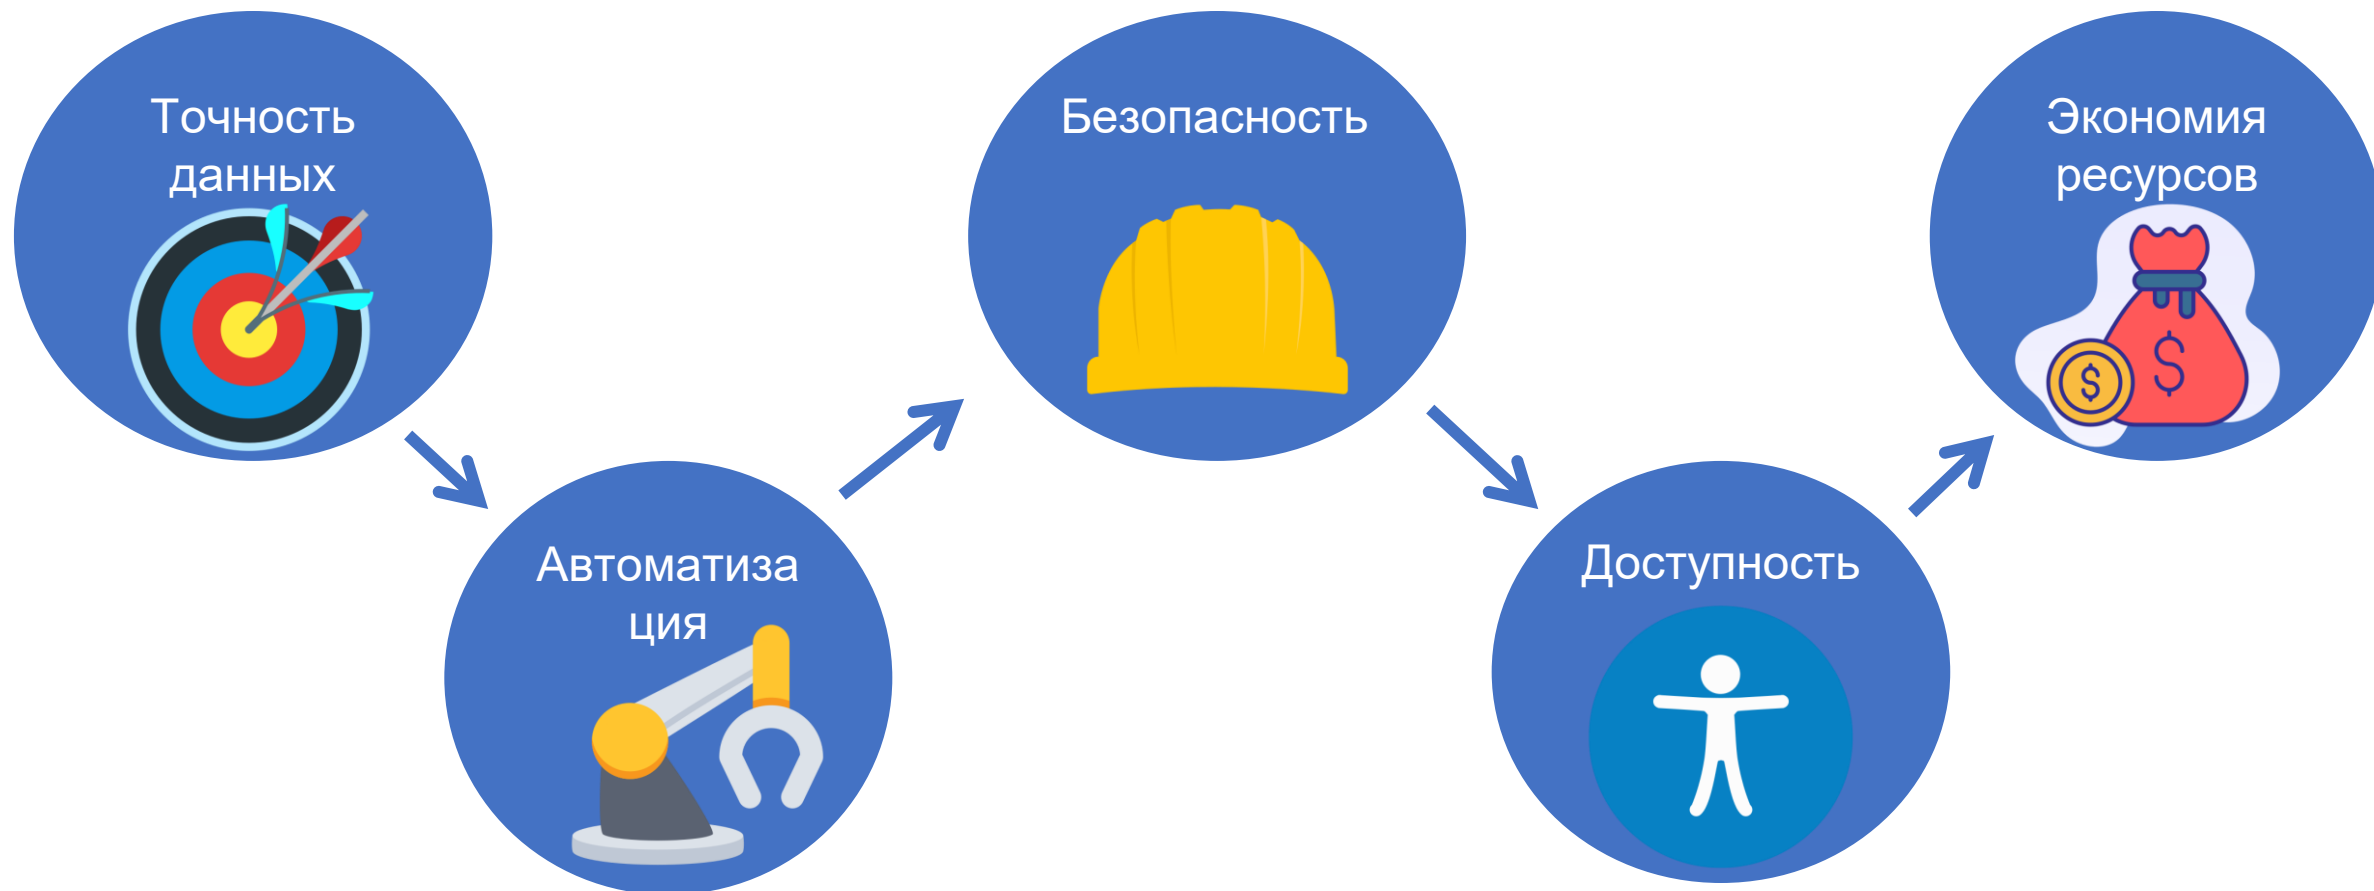 Точность
данных
Автоматиза
ция
Безопасность
Доступность
Экономия
ресурсов
$
$